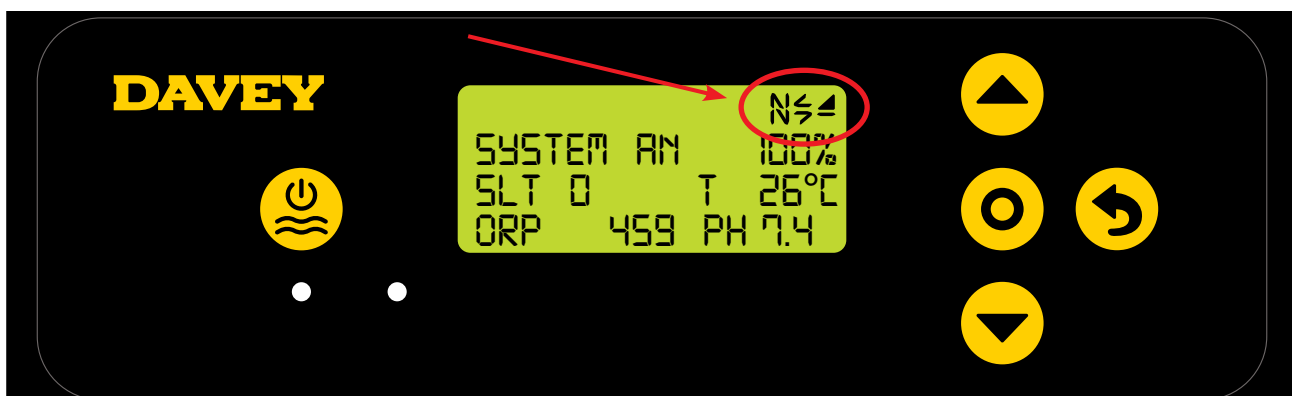 DAVEY
N
SYSTEM AN 100%
SLT 0 T 26°C
ORP 459 PH 7.4